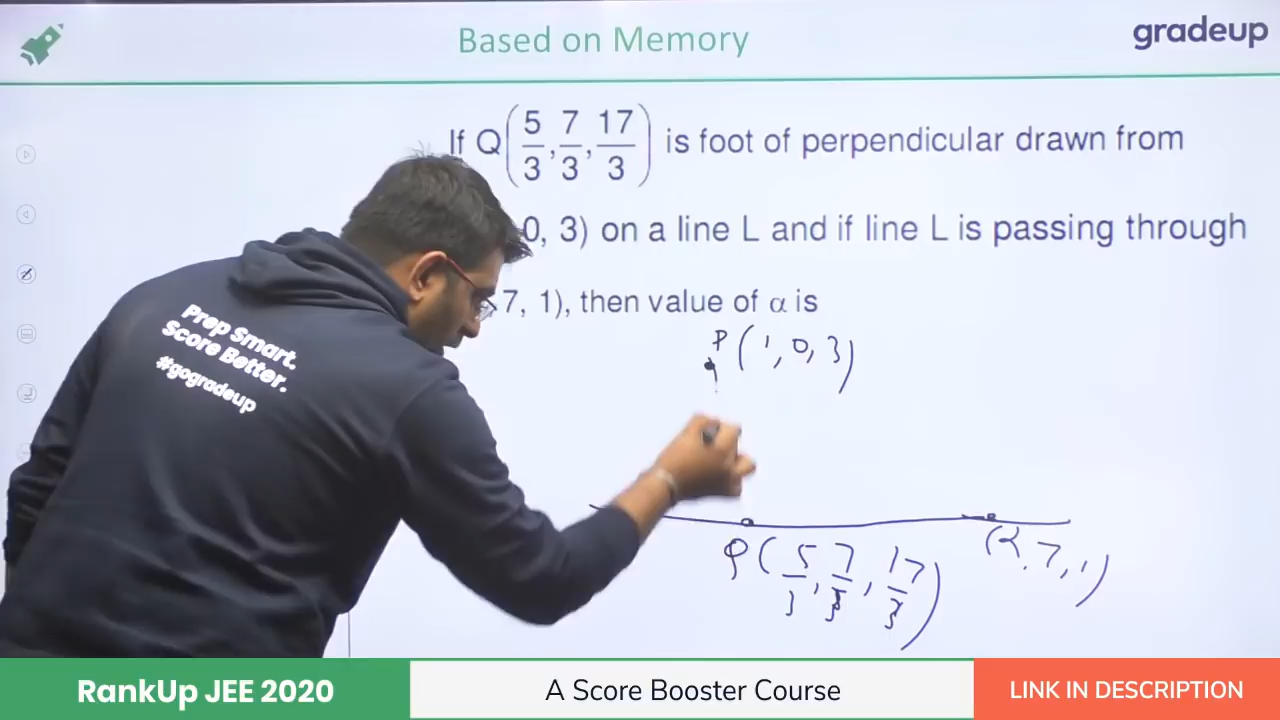 Based on Memory
gradeup
If Q(5/3, 7/3, 17/3) is foot of perpendicular drawn from
0, 3) on a line L and if line L is passing through
7, 1), then value of α is
P (1, 0, 3)
Q (5/3, 7/3, 17/3)
(α, 7, 1)
Prep Smart.
Score Better.
#gogradeup
RankUp JEE 2020
A Score Booster Course
LINK IN DESCRIPTION